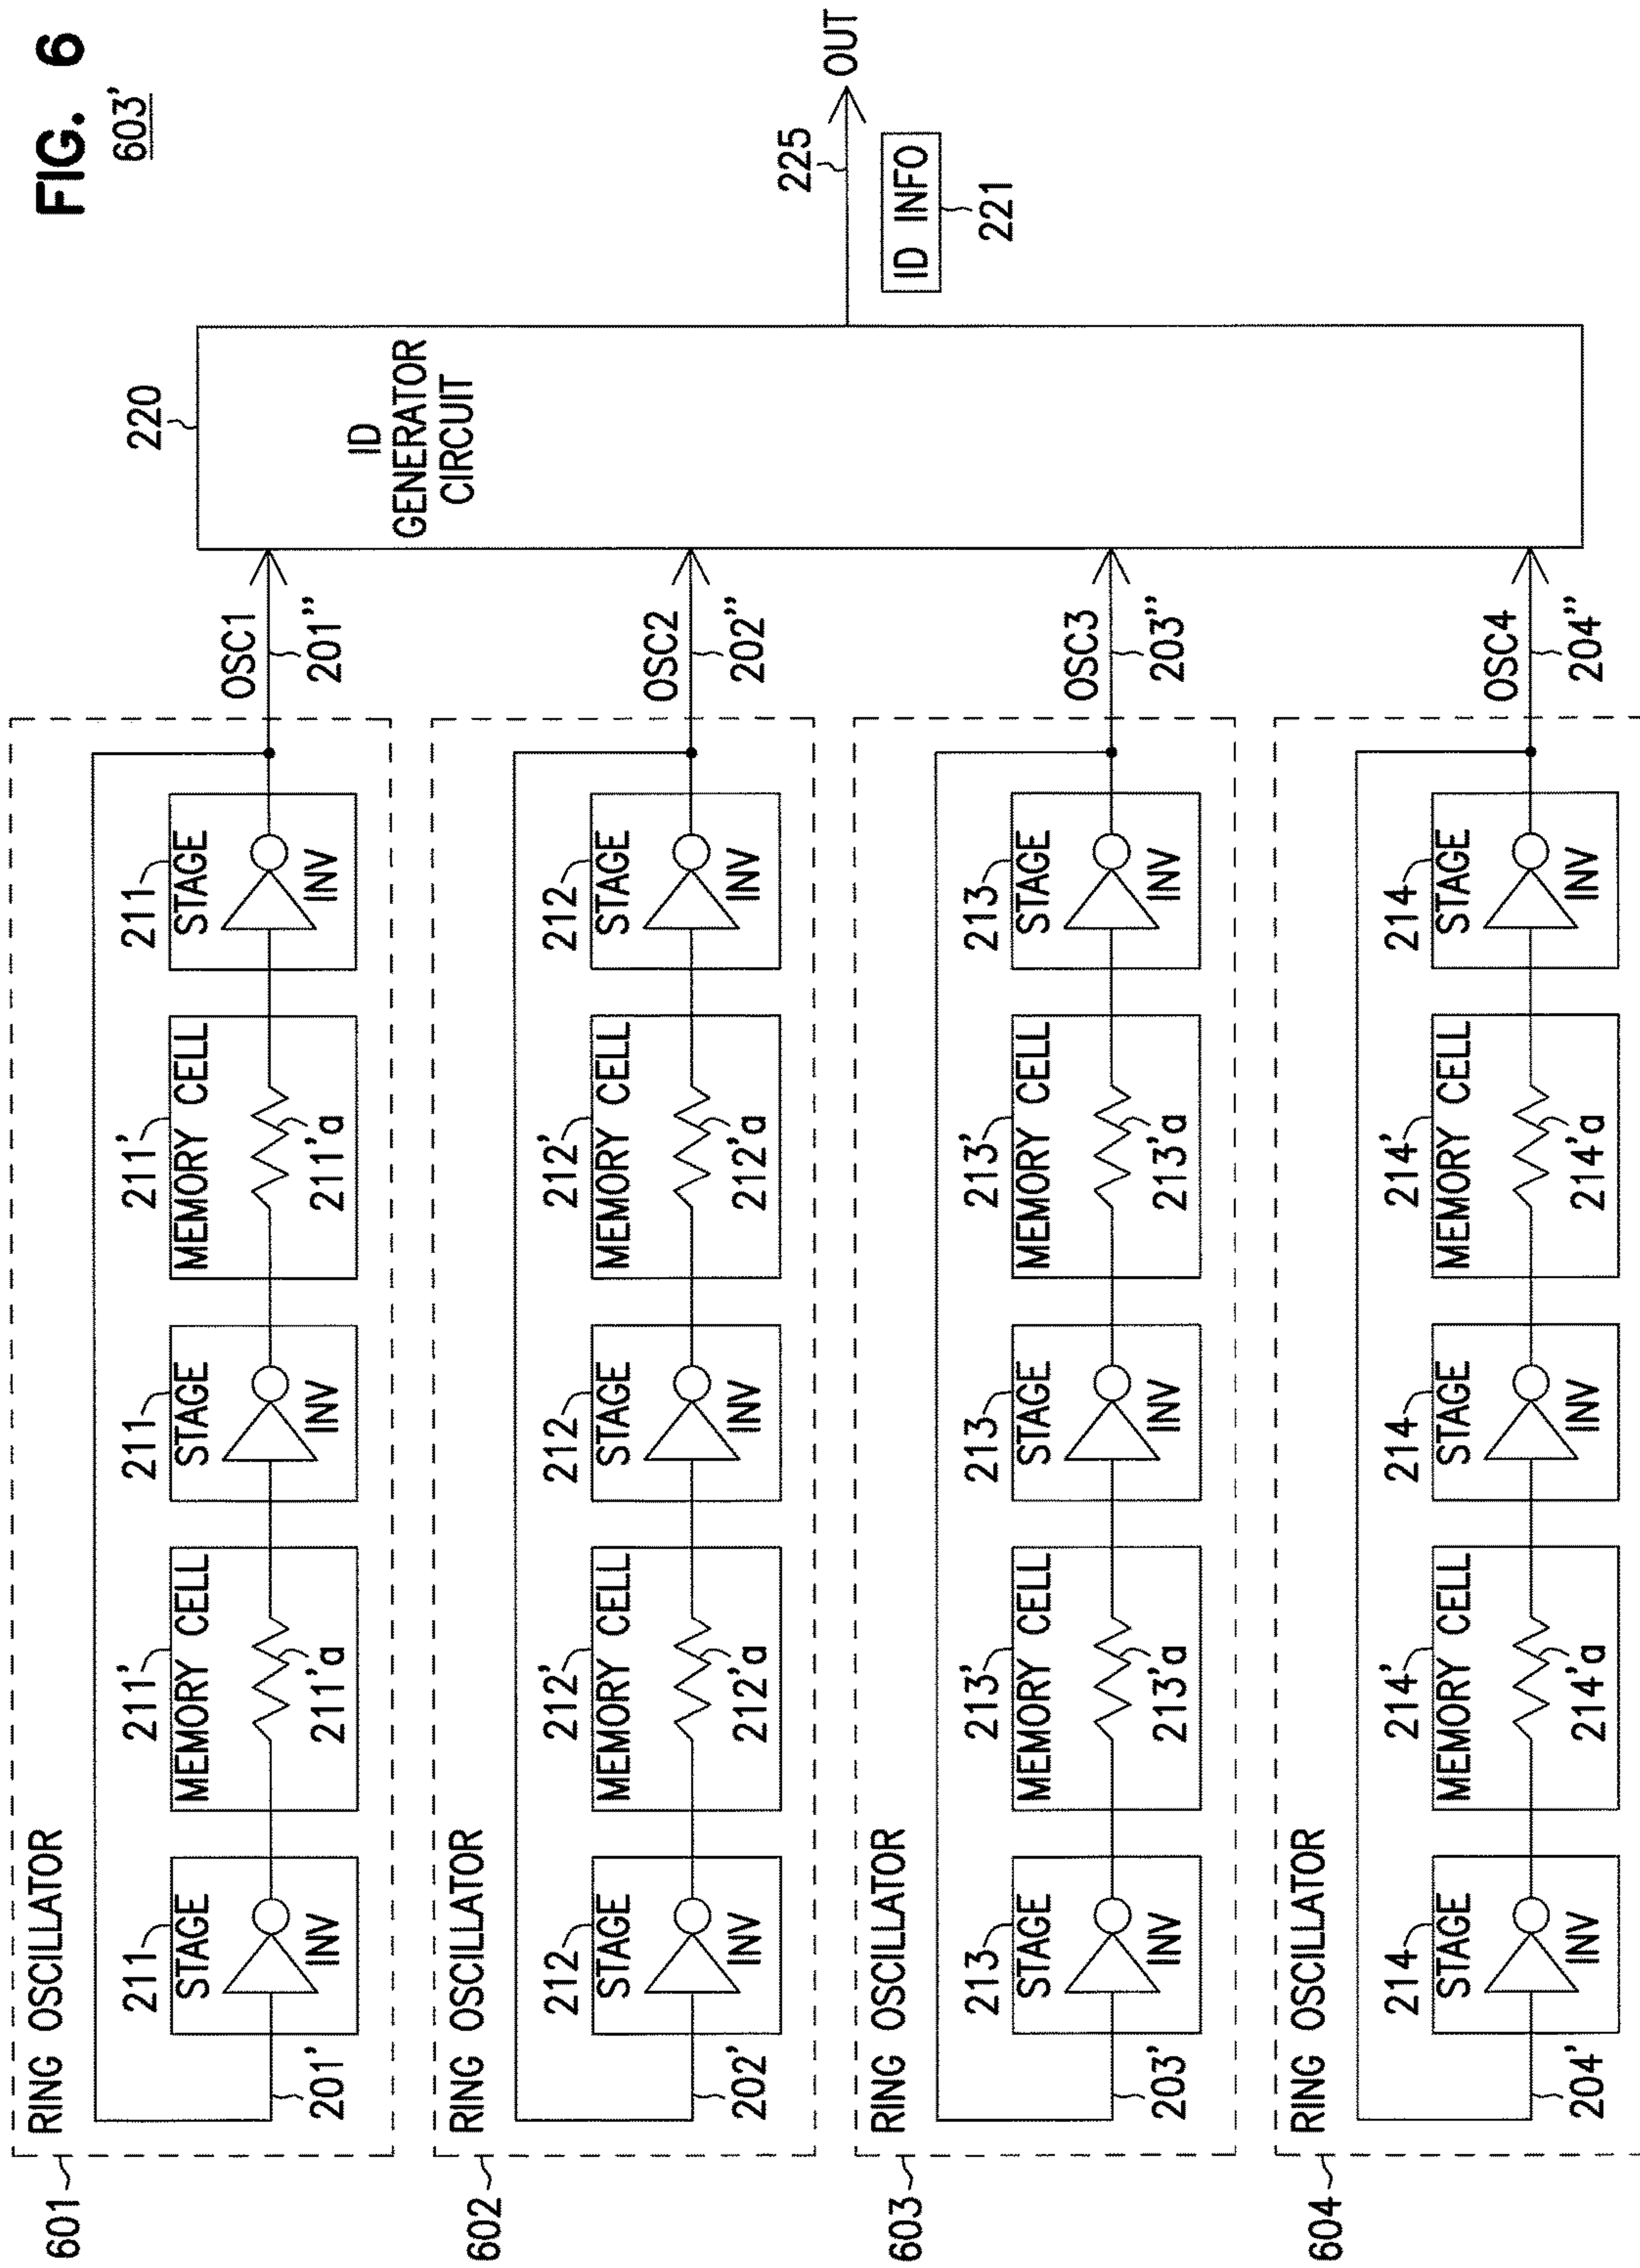 FIG. 6
603'
601
RING OSCILLATOR
211
STAGE
INV
211'
MEMORY CELL
211'a
211
STAGE
INV
211'
MEMORY CELL
211'a
211
STAGE
INV
201'
OSC1
201''
602
RING OSCILLATOR
212
STAGE
INV
212'
MEMORY CELL
212'a
212
STAGE
INV
212'
MEMORY CELL
212'a
212
STAGE
INV
202'
OSC2
202''
603
RING OSCILLATOR
213
STAGE
INV
213'
MEMORY CELL
213'a
213
STAGE
INV
213'
MEMORY CELL
213'a
213
STAGE
INV
203'
OSC3
203''
604
RING OSCILLATOR
214
STAGE
INV
214'
MEMORY CELL
214'a
214
STAGE
INV
214'
MEMORY CELL
214'a
214
STAGE
INV
204'
OSC4
204''
220
ID
GENERATOR
CIRCUIT
225
OUT
ID INFO
221